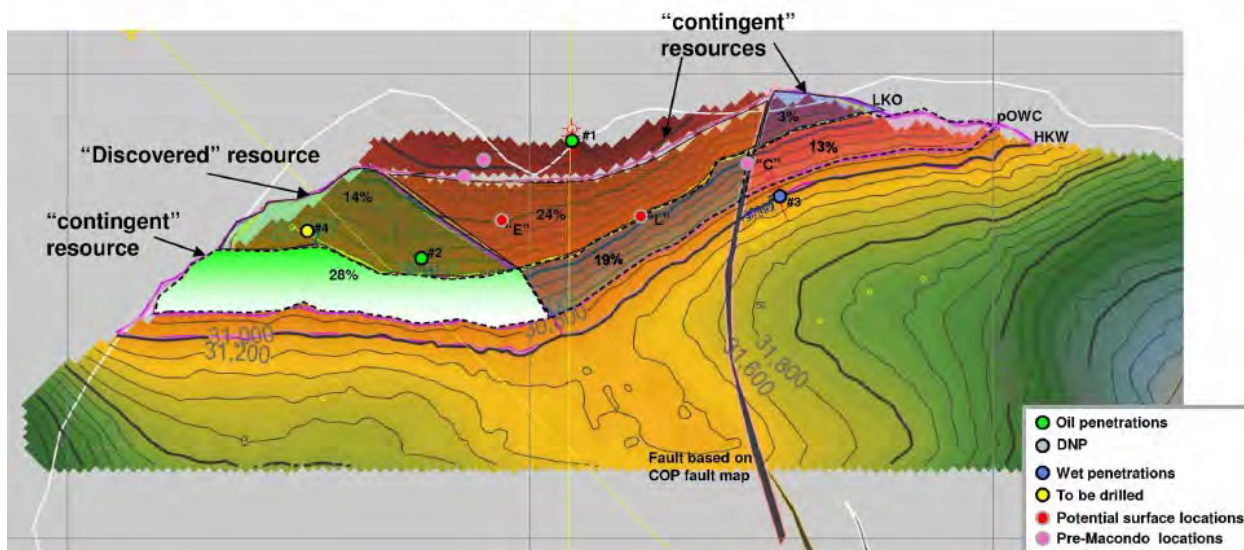 “contingent”
resources
LKO
pOWC
HKW
3%
#1
13%
“Discovered” resource
“C”
14%
“contingent”
resource
#3
24%
“E”
“L”
#4
#2
19%
28%
30,600
31,000
31,200
31,600
31,800
Fault based on
COP fault map
Oil penetrations
DNP
Wet penetrations
To be drilled
Potential surface locations
Pre-Macondo locations